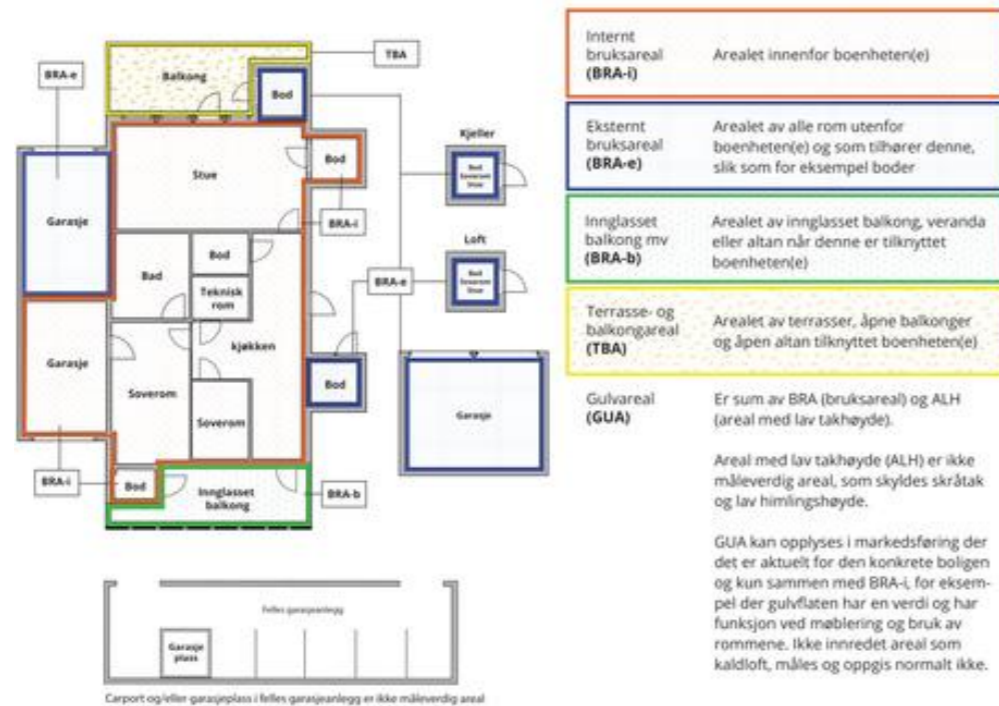 TBA
BRA-e
Balkong
Bod
Kjeller
Bod
Soverom
Stue
Stue
Bod
BRA-i
Garasje
Loft
Bod
Soverom
Stue
Bad
Bod
Teknisk
rom
BRA-e
kjøkken
Garasje
Soverom
Soverom
Bod
Garasje
BRA-i
Bod
Innglasset
balkong
BRA-b
Felles garasjeanlegg
Garasje
plass
Carport og/eller garasjeplass i felles garasjeanlegg er ikke måleverdig areal
Internt
bruksareal
(BRA-i)
Arealet innenfor boenheten(e)
Eksternt
bruksareal
(BRA-e)
Arealet av alle rom utenfor
boenheten(e) og som tilhører denne,
slik som for eksempel boder
Innglasset
balkong mv
(BRA-b)
Arealet av innglasset balkong, veranda
eller altan når denne er tilknyttet
boenheten(e)
Terrasse- og
balkongareal
(TBA)
Arealet av terrasser, åpne balkonger
og åpen altan tilknyttet boenheten(e)
Gulvareal
(GUA)
Er sum av BRA (bruksareal) og ALH
(areal med lav takhøyde).
Areal med lav takhøyde (ALH) er ikke
måleverdig areal, som skyldes skråtak
og lav himlingshøyde.
GUA kan opplyses i markedsføring der
det er aktuelt for den konkrete boligen
og kun sammen med BRA-i, for eksem-
pel der gulvflaten har en verdi og har
funksjon ved møblering og bruk av
rommene. Ikke innredet areal som
kaldloft, måles og oppgis normalt ikke.